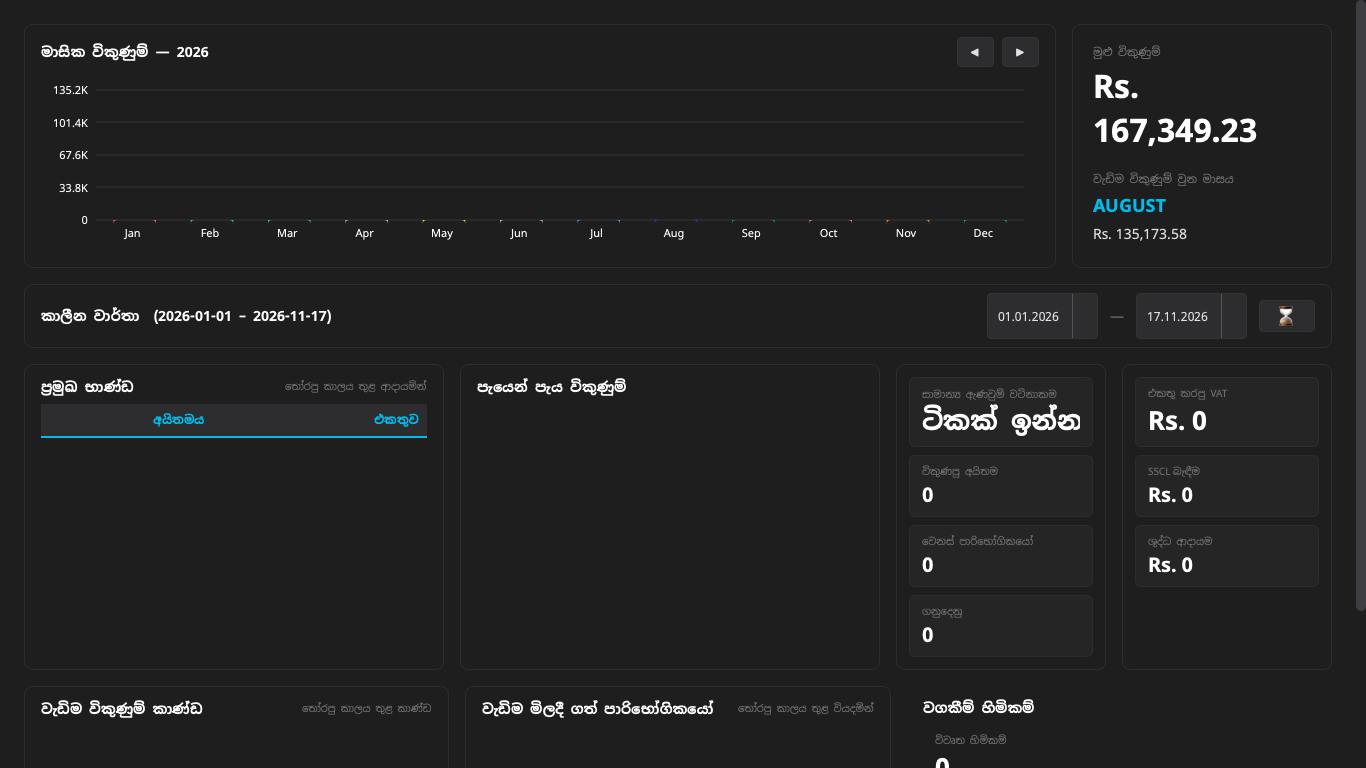 මාසික විකුණුම් — 2026
◀ ▶
135.2K
101.4K
67.6K
33.8K
0
Jan Feb Mar Apr May Jun Jul Aug Sep Oct Nov Dec
මුළු විකුණුම්
Rs.
167,349.23
වැඩිම විකුණුම් වුන මාසය
AUGUST
Rs. 135,173.58
කාලීන වාර්තා (2026-01-01 – 2026-11-17)
01.01.2026 — 17.11.2026
ප්‍රමුඛ භාණ්ඩ
තෝරපු කාලය තුළ ආදායමින්
අයිතමය එකතුව
පැයෙන් පැය විකුණුම්
සාමාන්‍ය ඇණවුම් වටිනාකම
ටිකක් ඉන්න
විකුණපු අයිතම
0
වෙනස් පාරිභෝගිකයෝ
0
ගනුදෙනු
0
එකතු කරපු VAT
Rs. 0
SSCL බැඳීම
Rs. 0
ශුද්ධ ආදායම
Rs. 0
වැඩිම විකුණුම් කාණ්ඩ
තෝරපු කාලය තුළ කාණ්ඩ
වැඩිම මිලදී ගත් පාරිභෝගිකයෝ
තෝරපු කාලය තුළ වියදමින්
වගකීම් හිමිකම්
විවෘත හිමිකම්
0